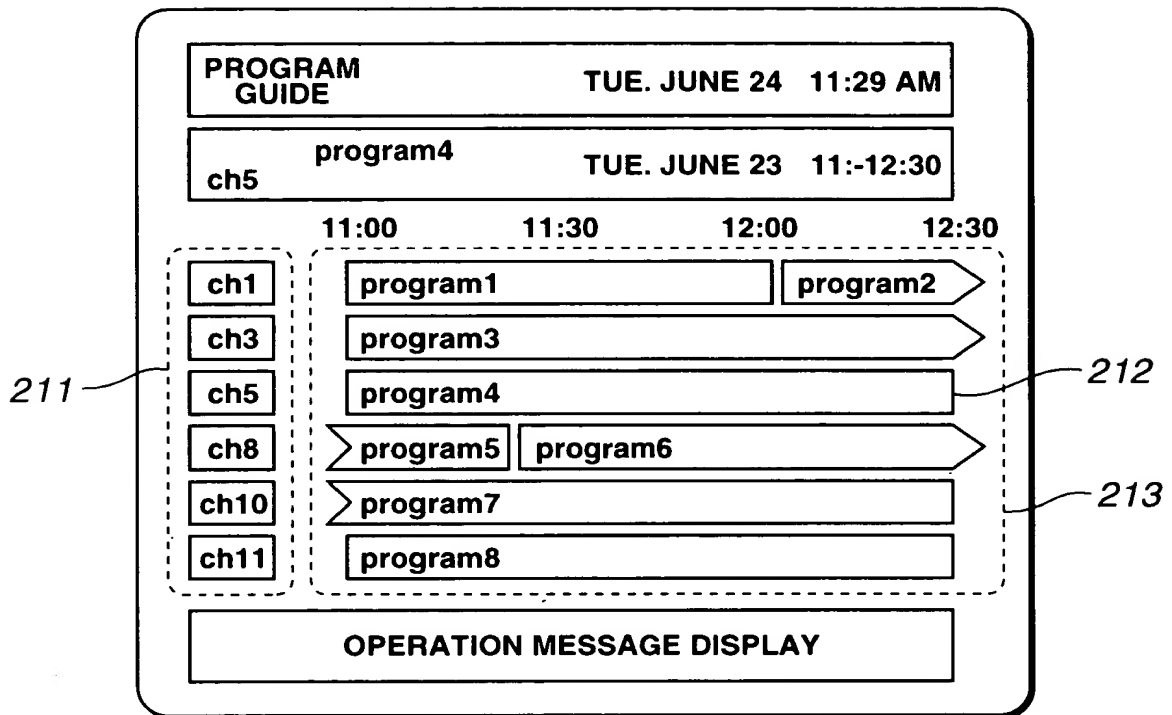 PROGRAM
GUIDE
TUE. JUNE 24 11:29 AM
program4
ch5
TUE. JUNE 23 11:-12:30
11:00 11:30 12:00 12:30
ch1 program1 program2
ch3 program3
ch5 program4
ch8 program5 program6
ch10 program7
ch11 program8
211
212
213
OPERATION MESSAGE DISPLAY